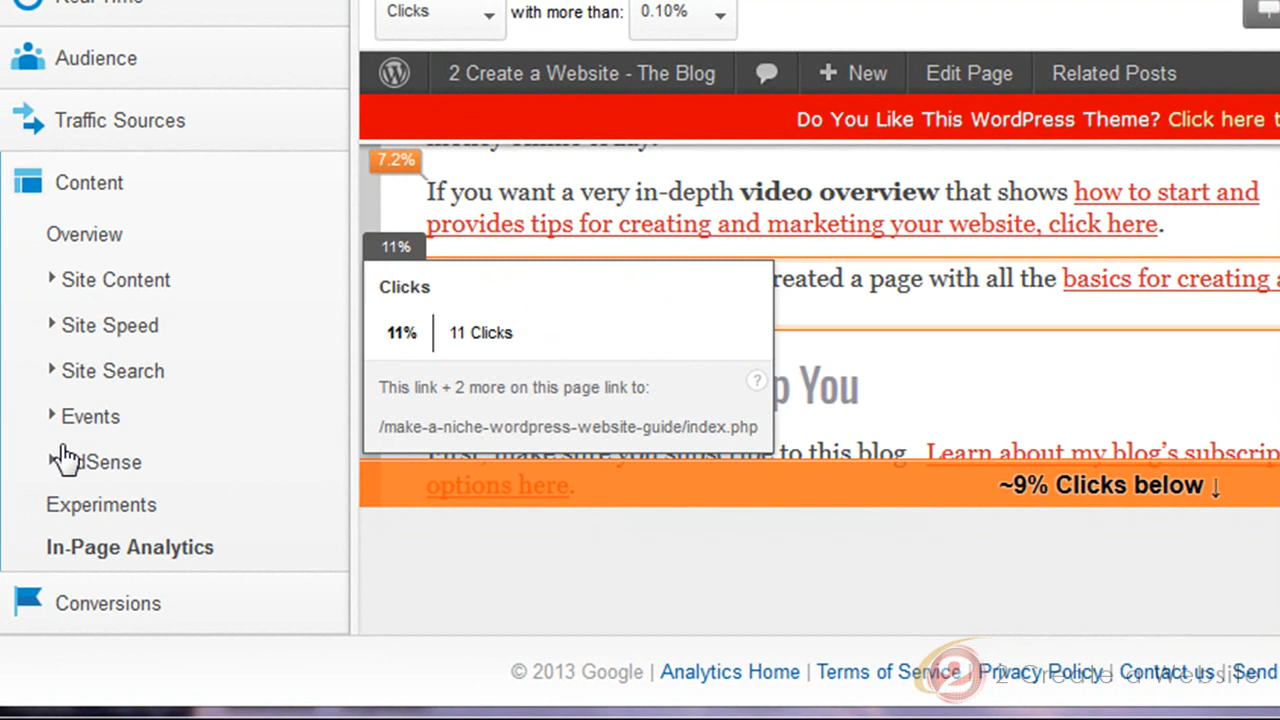 Clicks
with more than:
0.10%
Audience
Traffic Sources
Content
Overview
Site Content
Site Speed
Site Search
Events
Experiments
In-Page Analytics
Conversions
2 Create a Website - The Blog
New
Edit Page
Related Posts
Do You Like This WordPress Theme? Click here
7.2%
If you want a very in-depth video overview that shows how to start and
provides tips for creating and marketing your website, click here.
11%
Clicks
11%
11 Clicks
This link + 2 more on this page link to:
?
/make-a-niche-wordpress-website-guide/index.php
a page with all the basics for creating
You
to this blog. Learn about my blog's
options here.
~9% Clicks below ↓
© 2013 Google | Analytics Home | Terms of Service | Privacy Policy | Contact us | Send
2 Create a Website